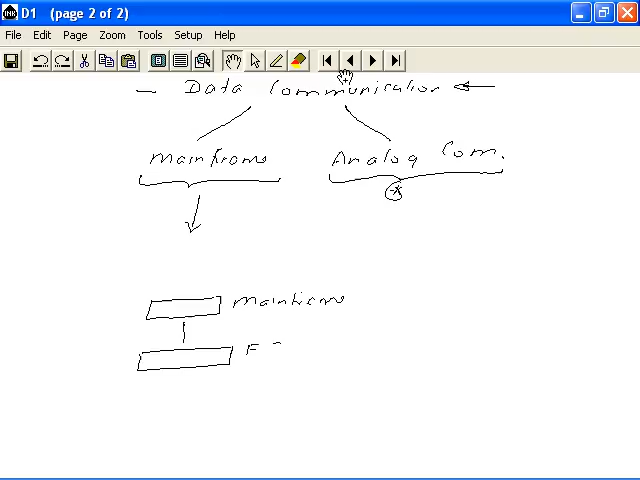 D1 (page 2 of 2)
File Edit Page Zoom Tools Setup Help
Data Communication
Mainframe Analog Com.
Mainframe
F